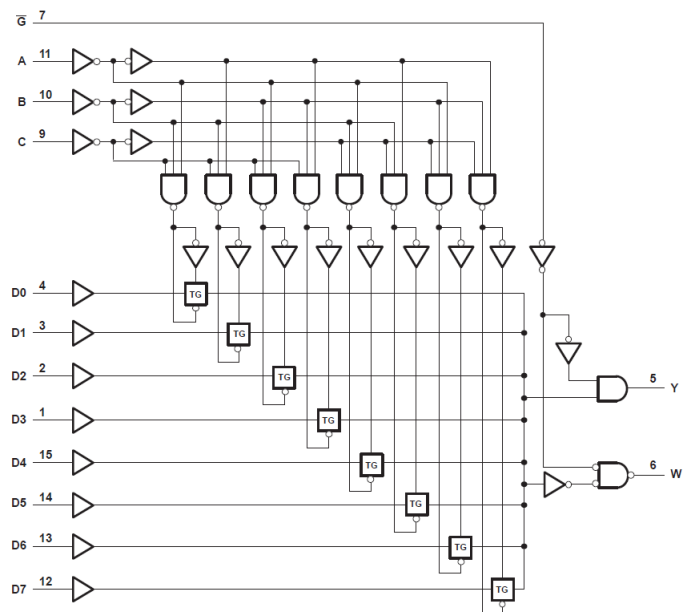 G 7
A 11
B 10
C 9
D0 4
TG
D1 3
TG
D2 2
TG
5 Y
D3 1
TG
D4 15
TG
6 W
D5 14
TG
D6 13
TG
D7 12
TG